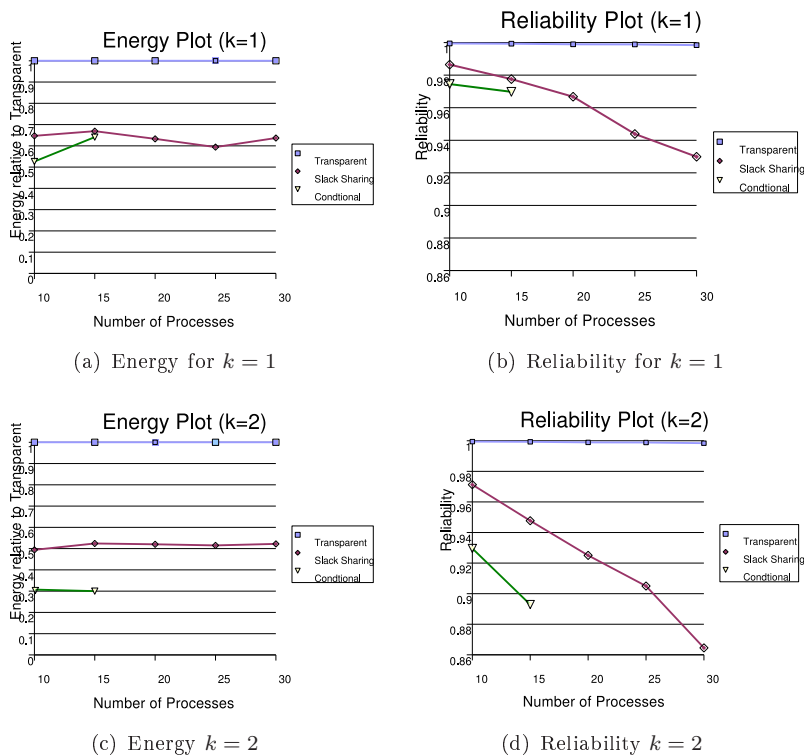 Energy Plot (k=1)
Energy relative to Transparent
1
0.9
0.8
0.7
0.6
0.5
0.4
0.3
0.2
0.1
0
10 15 20 25 30
Number of Processes
Transparent
Slack Sharing
Condtional
(a) Energy for k = 1
Reliability Plot (k=1)
Reliability
1
0.98
0.96
0.94
0.92
0.9
0.88
0.86
10 15 20 25 30
Number of Processes
Transparent
Slack Sharing
Condtional
(b) Reliability for k = 1
Energy Plot (k=2)
Energy relative to Transparent
1
0.9
0.8
0.7
0.6
0.5
0.4
0.3
0.2
0.1
0
10 15 20 25 30
Number of Processes
Transparent
Slack Sharing
Condtional
(c) Energy k = 2
Reliability Plot (k=2)
Reliability
1
0.98
0.96
0.94
0.92
0.9
0.88
0.86
10 15 20 25 30
Number of Processes
Transparent
Slack Sharing
Condtional
(d) Reliability k = 2